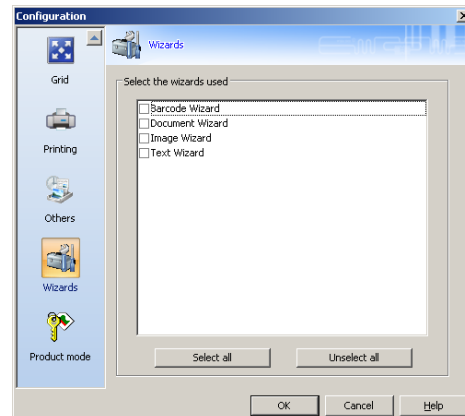 Configuration
Wizards
Grid
Select the wizards used
Barcode Wizard
Document Wizard
Image Wizard
Text Wizard
Printing
Others
Wizards
Product mode
Select all
Unselect all
OK
Cancel
Help